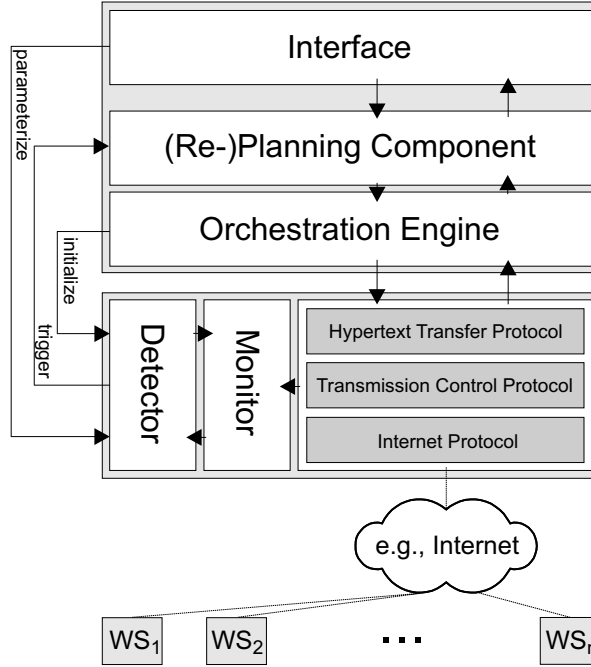 Interface
parameterize
(Re-)Planning Component
Orchestration Engine
initialize
trigger
Detector
Monitor
Hypertext Transfer Protocol
Transmission Control Protocol
Internet Protocol
e.g., Internet
WS1
WS2
...
WSn